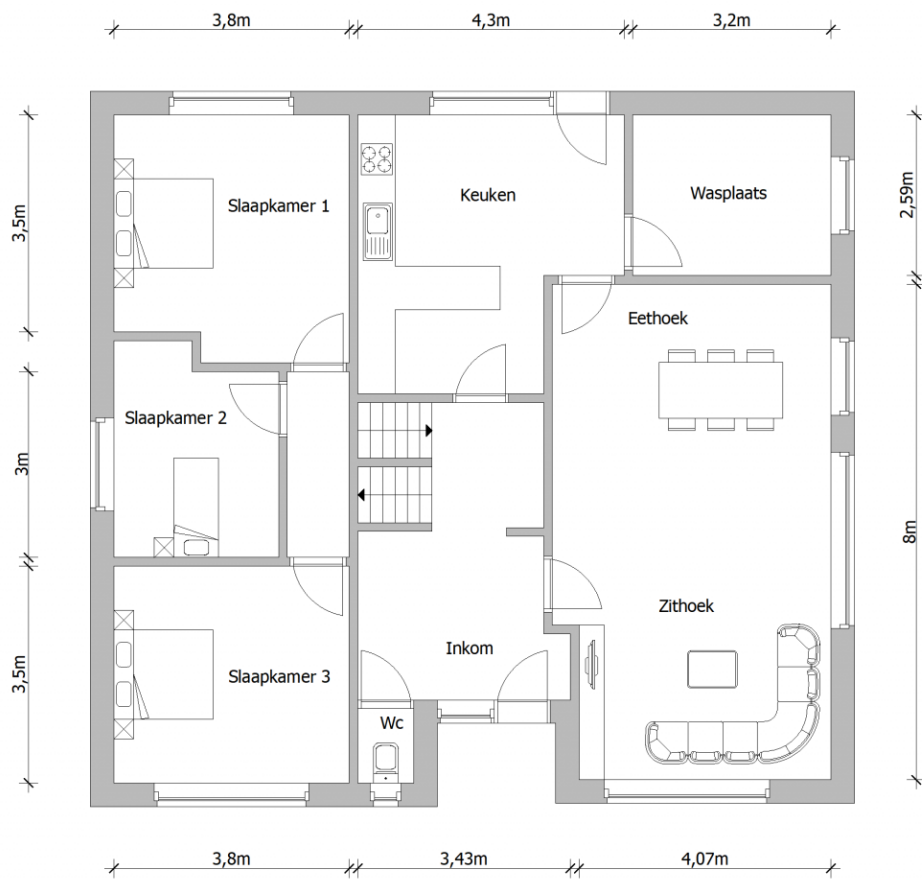 3,8m
4,3m
3,2m
3,5m
2,59m
Slaapkamer 1
Keuken
Wasplaats
Eethoek
Slaapkamer 2
3m
8m
Zithoek
Inkom
Slaapkamer 3
3,5m
Wc
3,8m
3,43m
4,07m